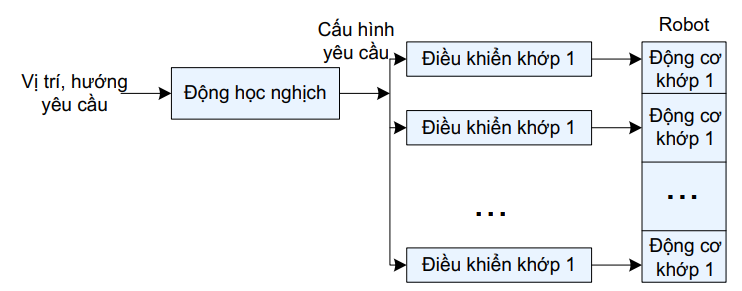 Vị trí, hướng
yêu cầu
Động học nghịch
Cấu hình
yêu cầu
Robot
Điều khiển khớp 1
Động cơ
khớp 1
Điều khiển khớp 1
Động cơ
khớp 1
...
...
Điều khiển khớp 1
Động cơ
khớp 1